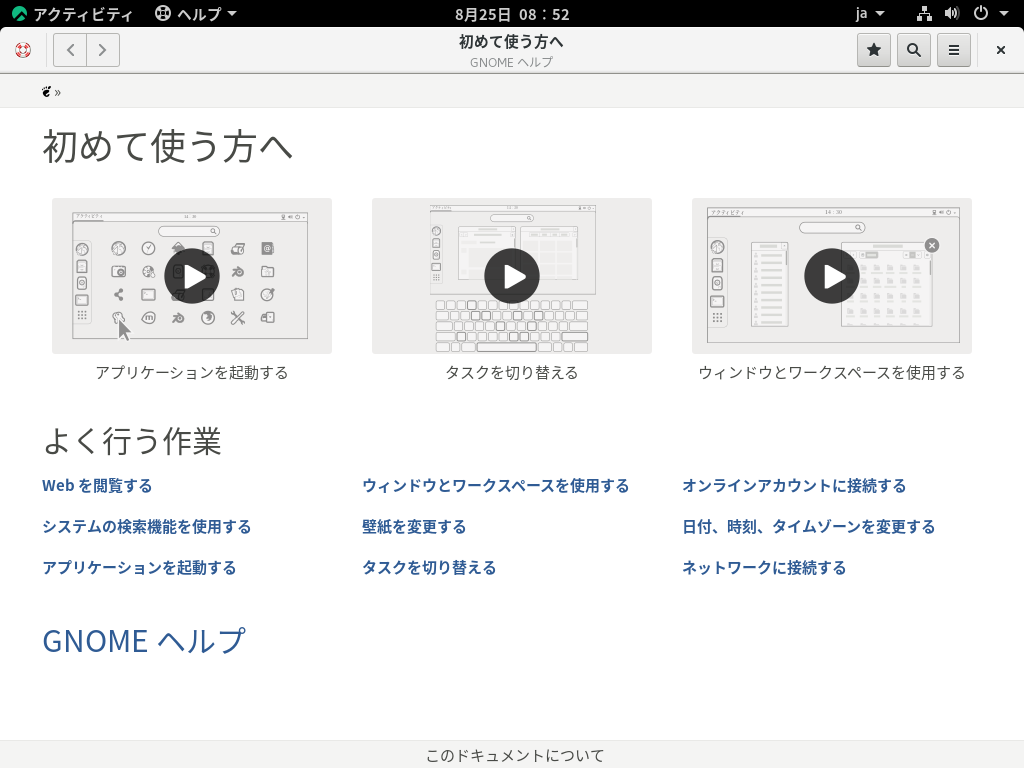 アクティビティ ヘルプ 8月25日 08：52 ja
初めて使う方へ
GNOME ヘルプ
»
初めて使う方へ
アクティビティ 14：30
アプリケーションを起動する
タスクを切り替える
ウィンドウとワークスペースを使用する
よく行う作業
Web を閲覧する ウィンドウとワークスペースを使用する オンラインアカウントに接続する
システムの検索機能を使用する 壁紙を変更する 日付、時刻、タイムゾーンを変更する
アプリケーションを起動する タスクを切り替える ネットワークに接続する
GNOME ヘルプ
このドキュメントについて